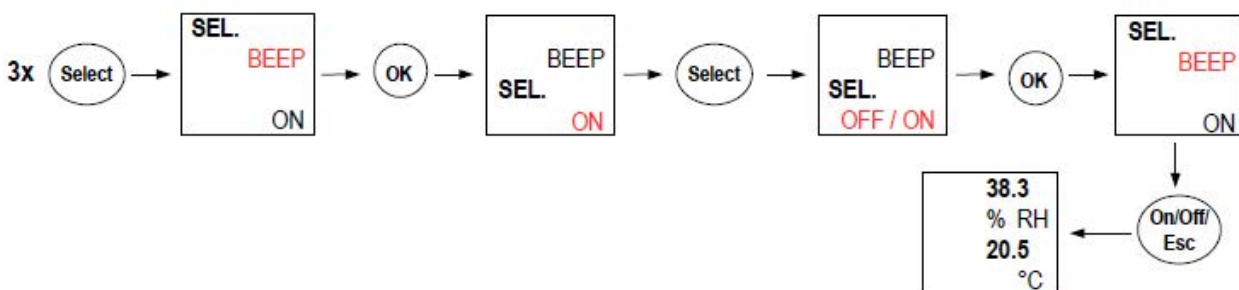 3x
Select
SEL.
BEEP
ON
OK
BEEP
SEL.
ON
Select
BEEP
SEL.
OFF / ON
OK
SEL.
BEEP
ON
On/Off/
Esc
38.3
% RH
20.5
°C